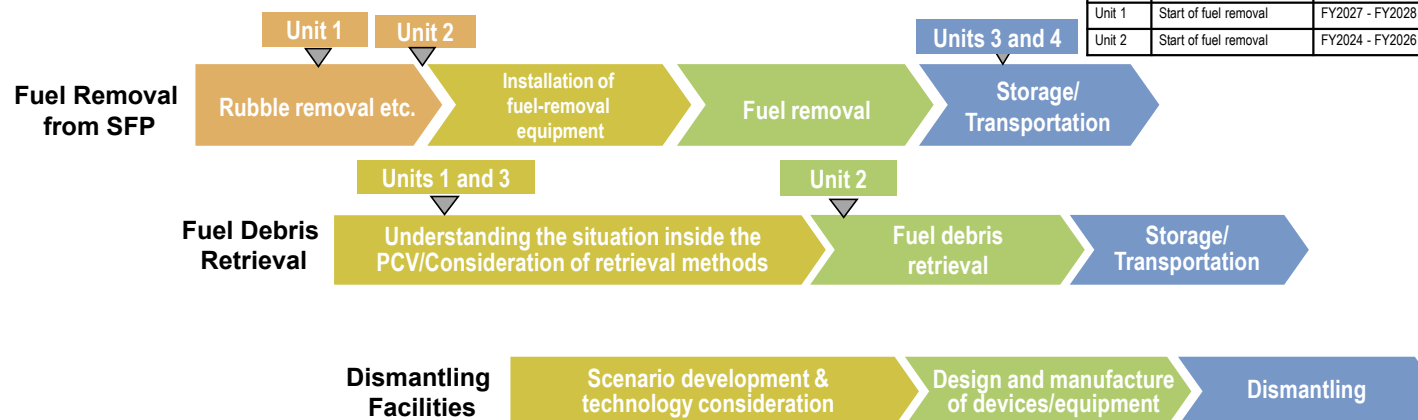 Unit 1 Start of fuel removal FY2027 - FY2028
Unit 2 Start of fuel removal FY2024 - FY2026
Unit 1
Unit 2
Units 3 and 4
Fuel Removal
from SFP
Rubble removal etc.
Installation of
fuel-removal
equipment
Fuel removal
Storage/
Transportation
Units 1 and 3
Unit 2
Fuel Debris
Retrieval
Understanding the situation inside the
PCV/Consideration of retrieval methods
Fuel debris
retrieval
Storage/
Transportation
Dismantling
Facilities
Scenario development &
technology consideration
Design and manufacture
of devices/equipment
Dismantling